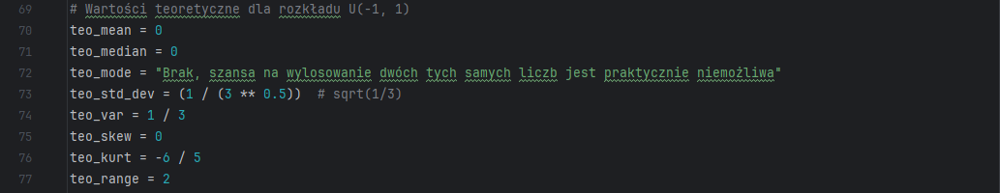 69 # Wartości teoretyczne dla rozkładu U(-1, 1)
70 teo_mean = 0
71 teo_median = 0
72 teo_mode = "Brak, szansa na wylosowanie dwóch tych samych liczb jest praktycznie niemożliwa"
73 teo_std_dev = (1 / (3 ** 0.5))  # sqrt(1/3)
74 teo_var = 1 / 3
75 teo_skew = 0
76 teo_kurt = -6 / 5
77 teo_range = 2